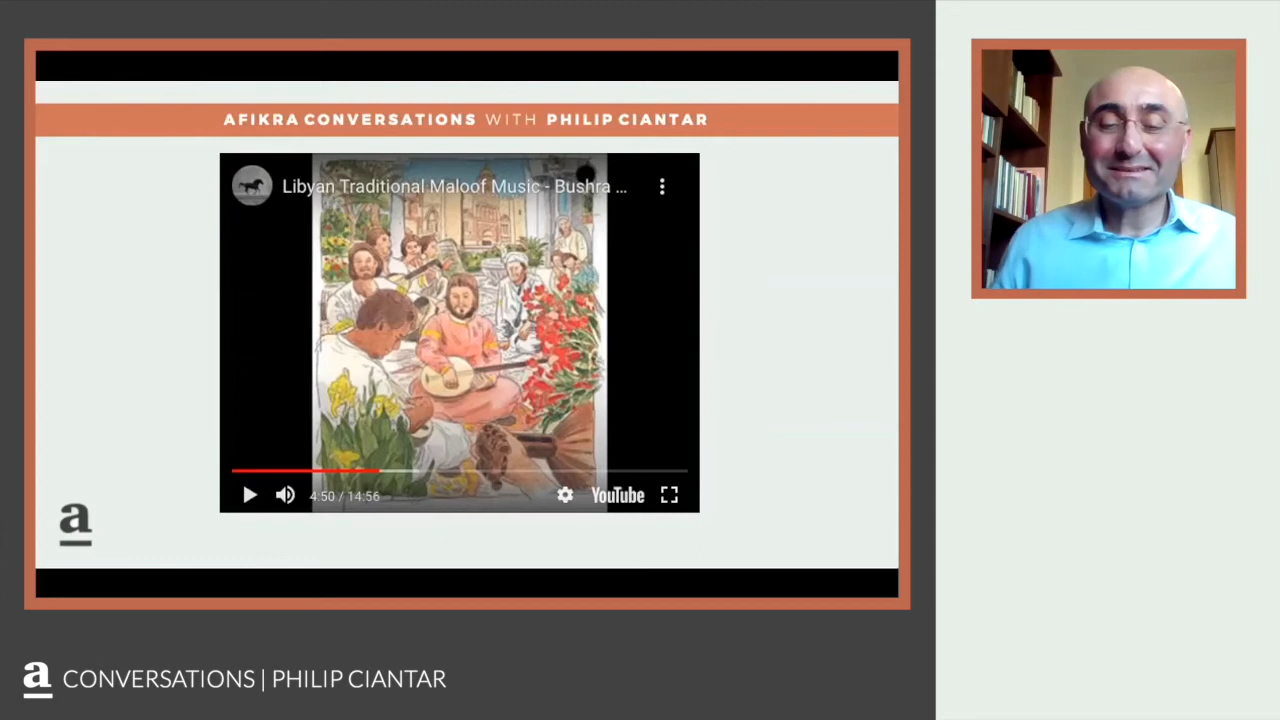 AFIKRA CONVERSATIONS WITH PHILIP CIANTAR
Libyan Traditional Maloof Music - Bushra ...
4:50 / 14:56
YouTube
a
a CONVERSATIONS | PHILIP CIANTAR